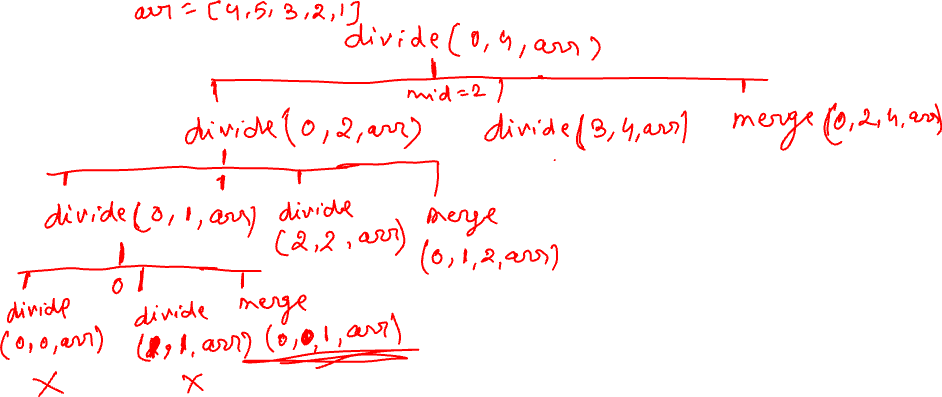 arr = [4,5,3,2,1]
divide(0,4,arr)
mid=2
divide(0,2,arr) divide(3,4,arr) merge(0,2,4,arr)
1
divide(0,1,arr) divide merge
(2,2,arr) (0,1,2,arr)
0
divide divide merge
(0,0,arr) (1,1,arr) (0,0,1,arr)
x x